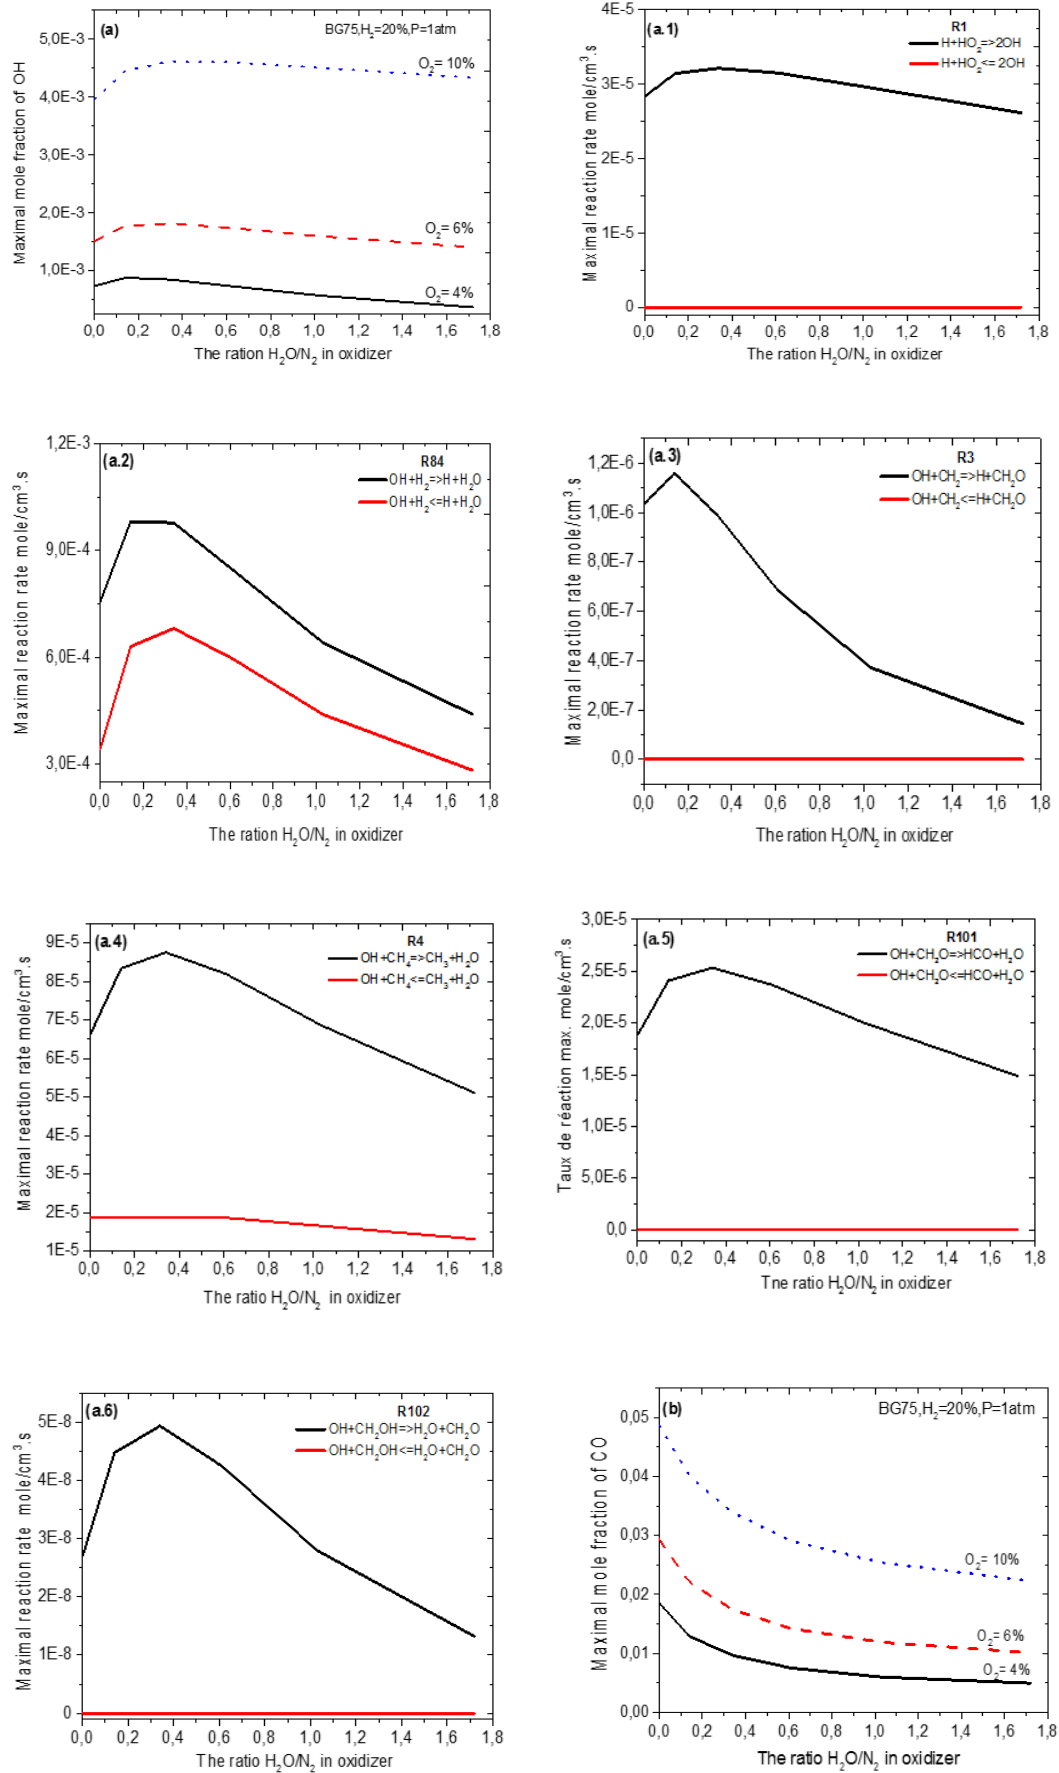 (a)
BG75,H2=20%,P=1atm
5,0E-3
4,0E-3
3,0E-3
2,0E-3
1,0E-3
Maximal mole fraction of OH
O2= 10%
O2= 6%
O2= 4%
0,0 0,2 0,4 0,6 0,8 1,0 1,2 1,4 1,6 1,8
The ration H2O/N2 in oxidizer
(a.1)
R1
H+HO2=>2OH
H+HO2<= 2OH
4E-5
3E-5
2E-5
1E-5
0
Maximal reaction rate mole/cm3.s
0,0 0,2 0,4 0,6 0,8 1,0 1,2 1,4 1,6 1,8
The ration H2O/N2 in oxidizer
(a.2)
R84
OH+H2=>H+H2O
OH+H2<=H+H2O
1,2E-3
9,0E-4
6,0E-4
3,0E-4
Maximal reaction rate mole/cm3.s
0,0 0,2 0,4 0,6 0,8 1,0 1,2 1,4 1,6 1,8
The ration H2O/N2 in oxidizer
(a.3)
R3
OH+CH2=>H+CH2O
OH+CH2<=H+CH2O
1,2E-6
1,0E-6
8,0E-7
6,0E-7
4,0E-7
2,0E-7
0,0
Maximal reaction rate mole/cm3.s
0,0 0,2 0,4 0,6 0,8 1,0 1,2 1,4 1,6 1,8
The ration H2O/N2 in oxidizer
(a.4)
R4
OH+CH4=>CH3+H2O
OH+CH4<=CH3+H2O
9E-5
8E-5
7E-5
6E-5
5E-5
4E-5
3E-5
2E-5
1E-5
Maximal reaction rate mole/cm3.s
0,0 0,2 0,4 0,6 0,8 1,0 1,2 1,4 1,6 1,8
The ratio H2O/N2 in oxidizer
(a.5)
R101
OH+CH2O=>HCO+H2O
OH+CH2O<=HCO+H2O
3,0E-5
2,5E-5
2,0E-5
1,5E-5
1,0E-5
5,0E-6
0,0
Taux de réaction max. mole/cm3.s
0,0 0,2 0,4 0,6 0,8 1,0 1,2 1,4 1,6 1,8
Tne ratio H2O/N2 in oxidizer
(a.6)
R102
OH+CH2OH=>H2O+CH2O
OH+CH2OH<=H2O+CH2O
5E-8
4E-8
3E-8
2E-8
1E-8
0
Maximal reaction rate mole/cm3.s
0,0 0,2 0,4 0,6 0,8 1,0 1,2 1,4 1,6 1,8
The ratio H2O/N2 in oxidizer
(b)
BG75,H2=20%,P=1atm
0,05
0,04
0,03
0,02
0,01
0,00
Maximal mole fraction of CO
O2= 10%
O2= 6%
O2= 4%
0,0 0,2 0,4 0,6 0,8 1,0 1,2 1,4 1,6 1,8
The ratio H2O/N2 in oxidizer